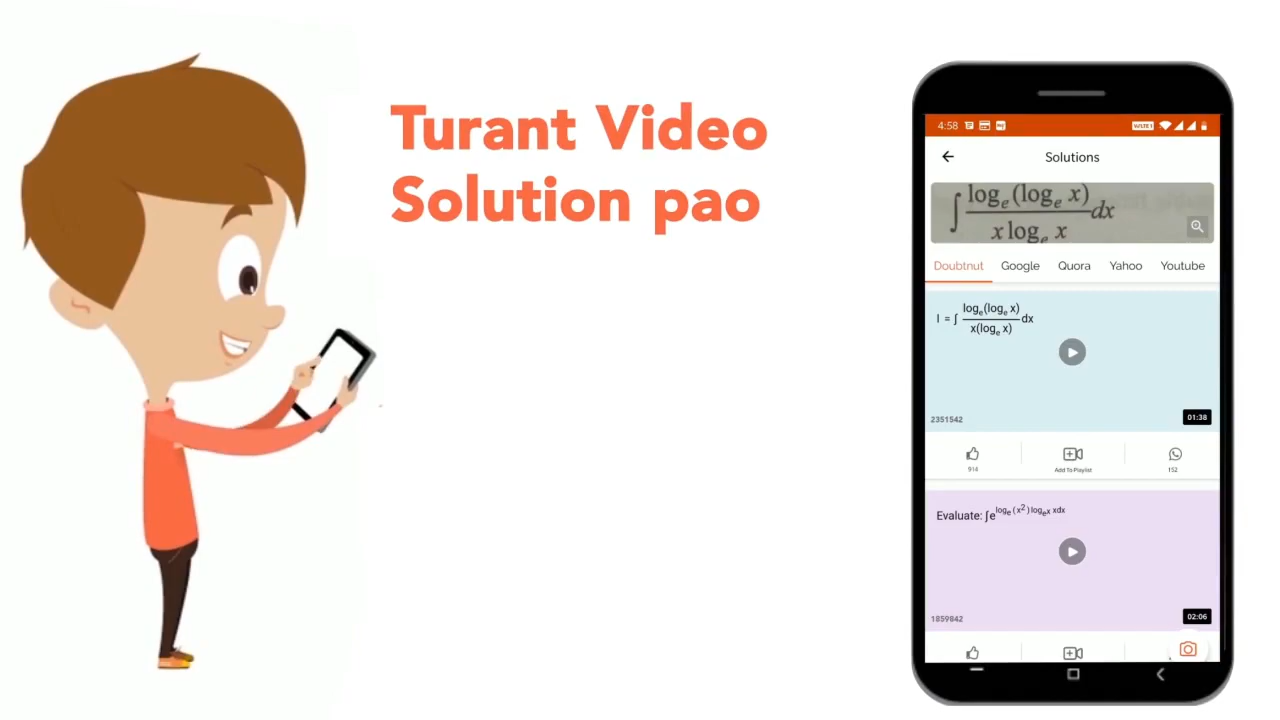 Turant Video
Solution pao
4:58
VoLTE1
Solutions
∫ logₑ(logₑ x) / x logₑ x dx
Doubtnut Google Quora Yahoo Youtube
I = ∫ logₑ(logₑ x) / x(logₑ x) dx
2351542 01:38
914 Add To Playlist 152
Evaluate: ∫e^logₑ(x²)logₑx xdx
1859842 02:06